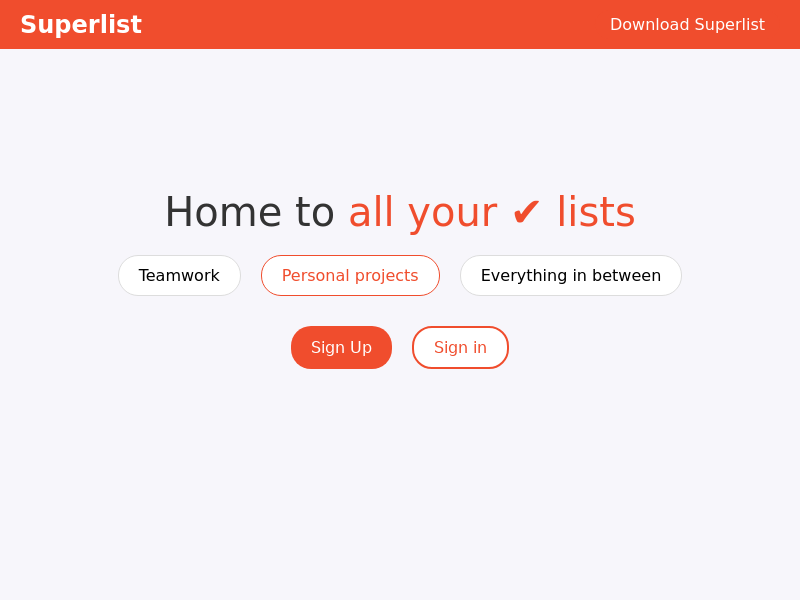 Superlist
Download Superlist
Home to all your ✔ lists
Teamwork
Personal projects
Everything in between
Sign Up
Sign in